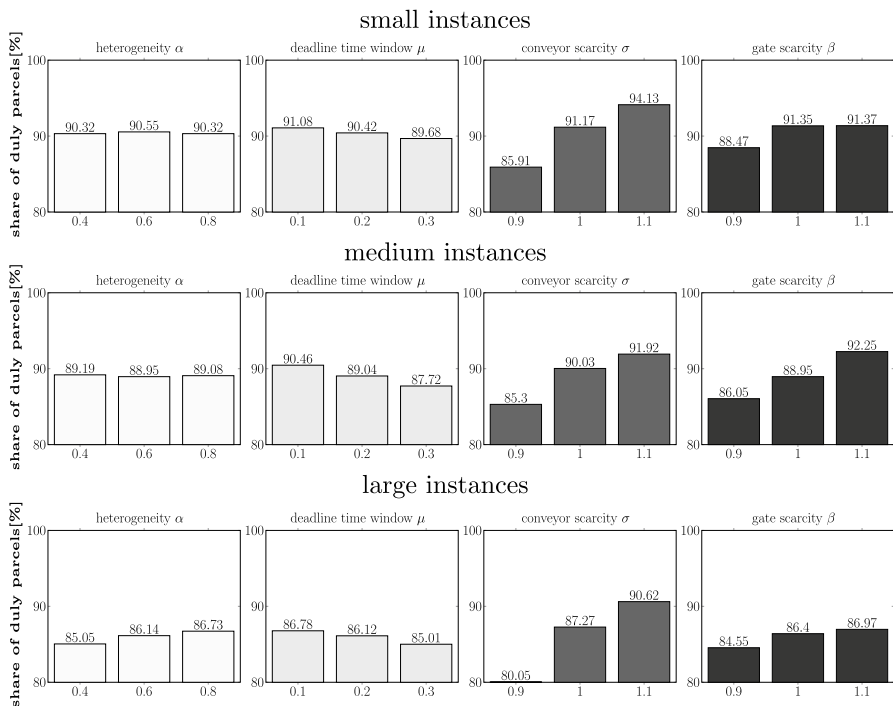 small instances
heterogeneity α deadline time window μ conveyor scarcity σ gate scarcity β
share of duly parcels[%]
100 100 100 100
90 90 90 90
80 80 80 80
90.32 90.55 90.32 91.08 90.42 89.68 85.91 91.17 94.13 88.47 91.35 91.37
0.4 0.6 0.8 0.1 0.2 0.3 0.9 1 1.1 0.9 1 1.1
medium instances
heterogeneity α deadline time window μ conveyor scarcity σ gate scarcity β
share of duly parcels[%]
100 100 100 100
90 90 90 90
80 80 80 80
89.19 88.95 89.08 90.46 89.04 87.72 85.3 90.03 91.92 86.05 88.95 92.25
0.4 0.6 0.8 0.1 0.2 0.3 0.9 1 1.1 0.9 1 1.1
large instances
heterogeneity α deadline time window μ conveyor scarcity σ gate scarcity β
share of duly parcels[%]
100 100 100 100
90 90 90 90
80 80 80 80
85.05 86.14 86.73 86.78 86.12 85.01 80.05 87.27 90.62 84.55 86.4 86.97
0.4 0.6 0.8 0.1 0.2 0.3 0.9 1 1.1 0.9 1 1.1